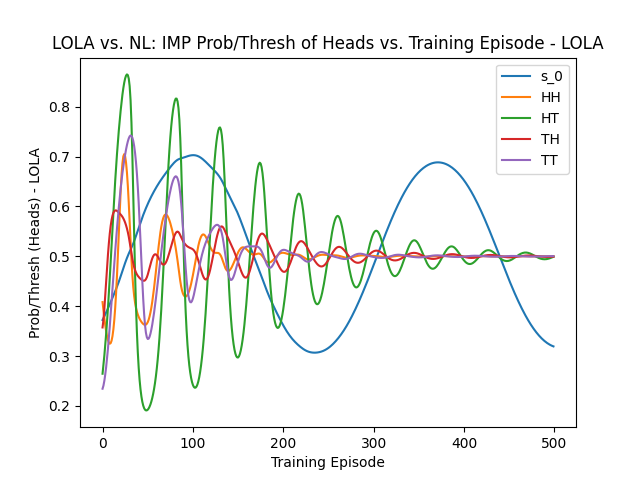 LOLA vs. NL: IMP Prob/Thresh of Heads vs. Training Episode - LOLA
s_0
HH
HT
TH
TT
Prob/Thresh (Heads) - LOLA
0.8
0.7
0.6
0.5
0.4
0.3
0.2
0 100 200 300 400 500
Training Episode